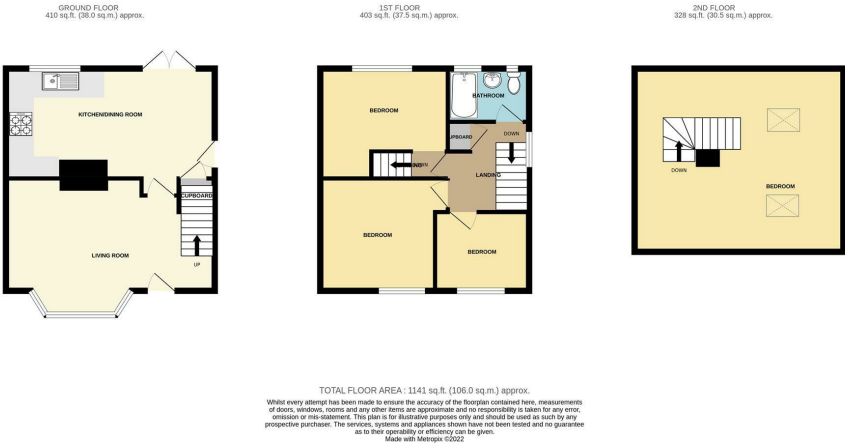 GROUND FLOOR
410 sq.ft. (38.0 sq.m.) approx.
KITCHEN/DINING ROOM
CUPBOARD
LIVING ROOM
UP
1ST FLOOR
403 sq.ft. (37.5 sq.m.) approx.
BEDROOM
BATHROOM
UPBOARD
DOWN
LANDING
BEDROOM
BEDROOM
2ND FLOOR
328 sq.ft. (30.5 sq.m.) approx.
DOWN
BEDROOM
TOTAL FLOOR AREA : 1141 sq.ft. (106.0 sq.m.) approx.
Whilst every attempt has been made to ensure the accuracy of the floorplan contained here, measurements
of doors, windows, rooms and any other items are approximate and no responsibility is taken for any error,
omission or mis-statement. This plan is for illustrative purposes only and should be used as such by any
prospective purchaser. The services, systems and appliances shown have not been tested and no guarantee
as to their operability or efficiency can be given.
Made with Metropix ©2022